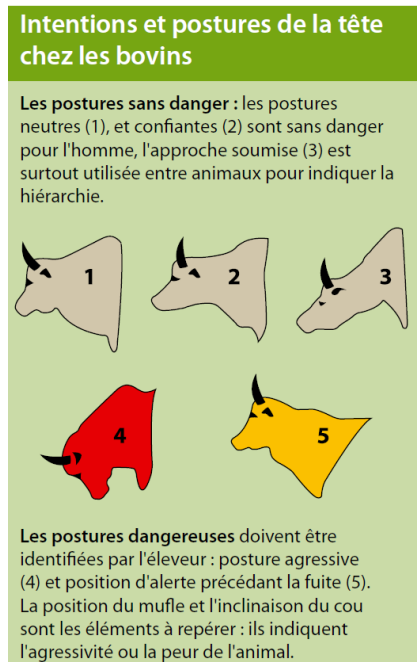 Intentions et postures de la tête
chez les bovins
Les postures sans danger : les postures
neutres (1), et confiantes (2) sont sans danger
pour l'homme, l'approche soumise (3) est
surtout utilisée entre animaux pour indiquer la
hiérarchie.
1 2 3
4 5
Les postures dangereuses doivent être
identifiées par l'éleveur : posture agressive
(4) et position d'alerte précédant la fuite (5).
La position du mufle et l'inclinaison du cou
sont les éléments à repérer : ils indiquent
l'agressivité ou la peur de l'animal.